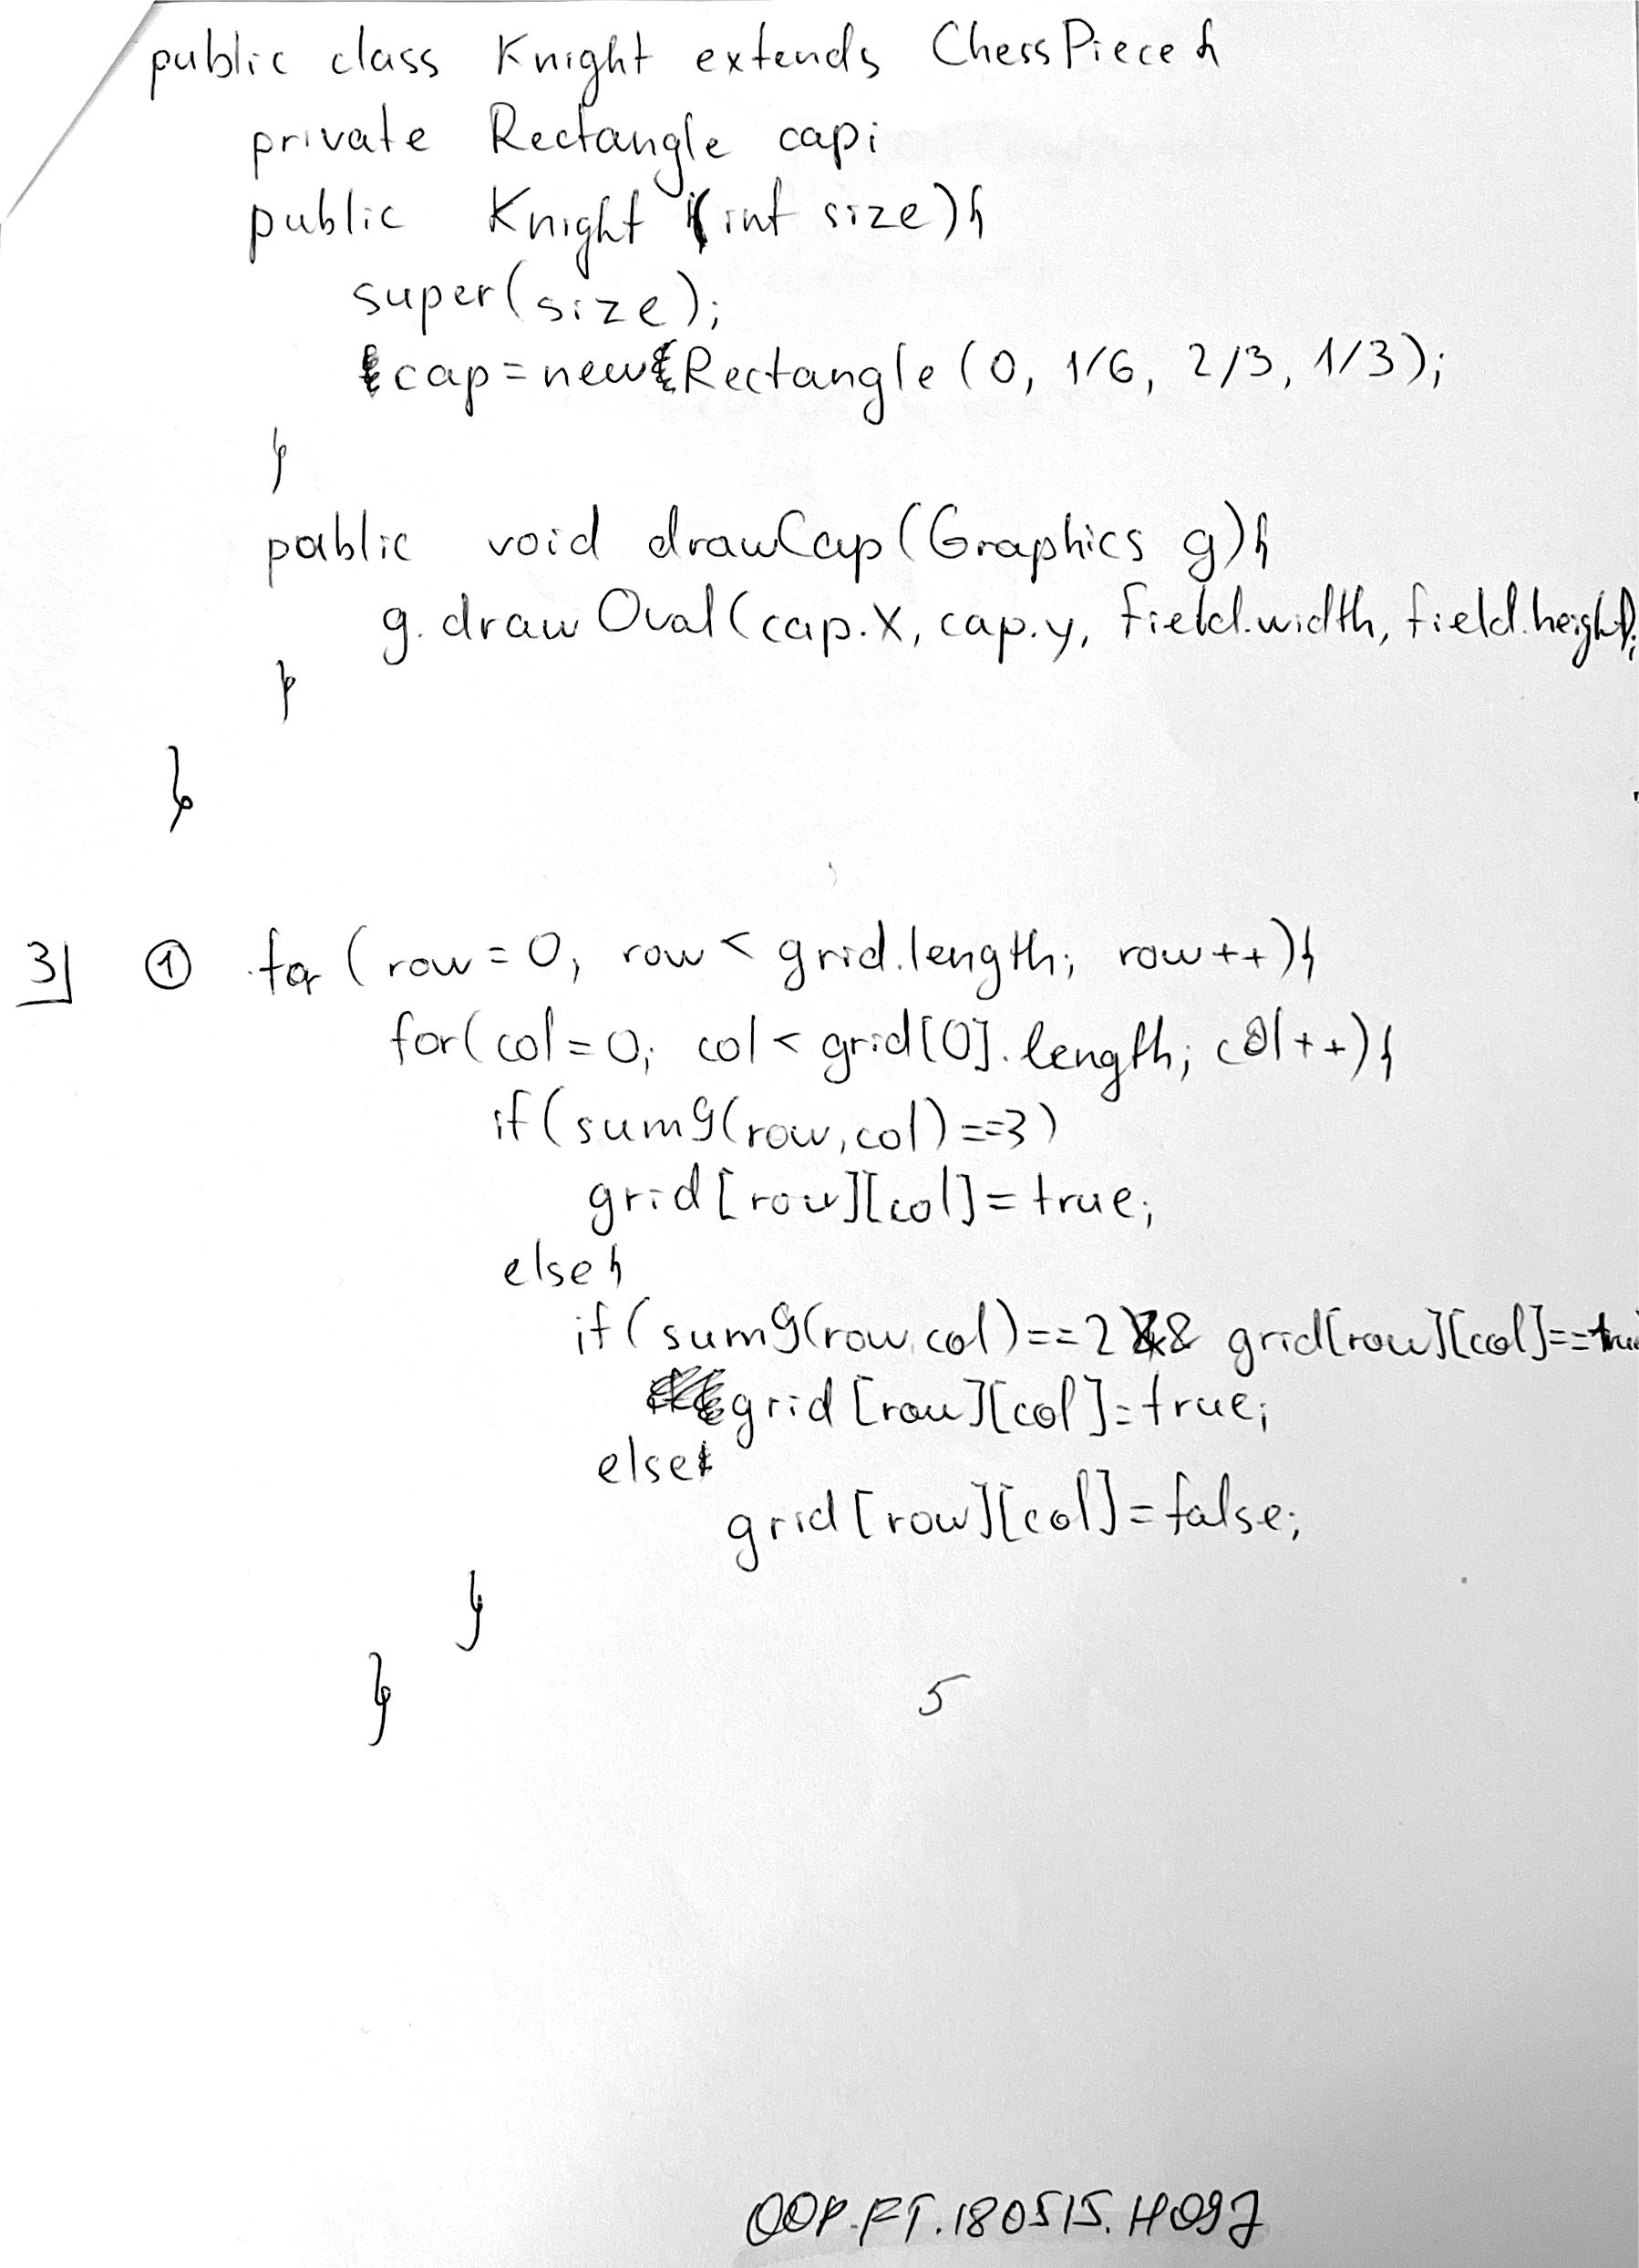 public class Knight extends ChessPiece {
private Rectangle cap;
public Knight (int size){
super(size);
cap=new Rectangle (0, 1/6, 2/3, 1/3);
}
public void drawCap(Graphics g){
g.drawOval(cap.x, cap.y, field.width, field.height);
}
}
3] ① for (row=0, row < grid.length; row++){
for(col=0; col < grid[0].length; col++){
if(sum9(row,col)==3)
grid[row][col]=true;
else{
if(sum9(row,col)==2 && grid[row][col]==true
grid[row][col]=true;
else
grid[row][col]=false;
}
}
5
OOP.FT.180515.H097